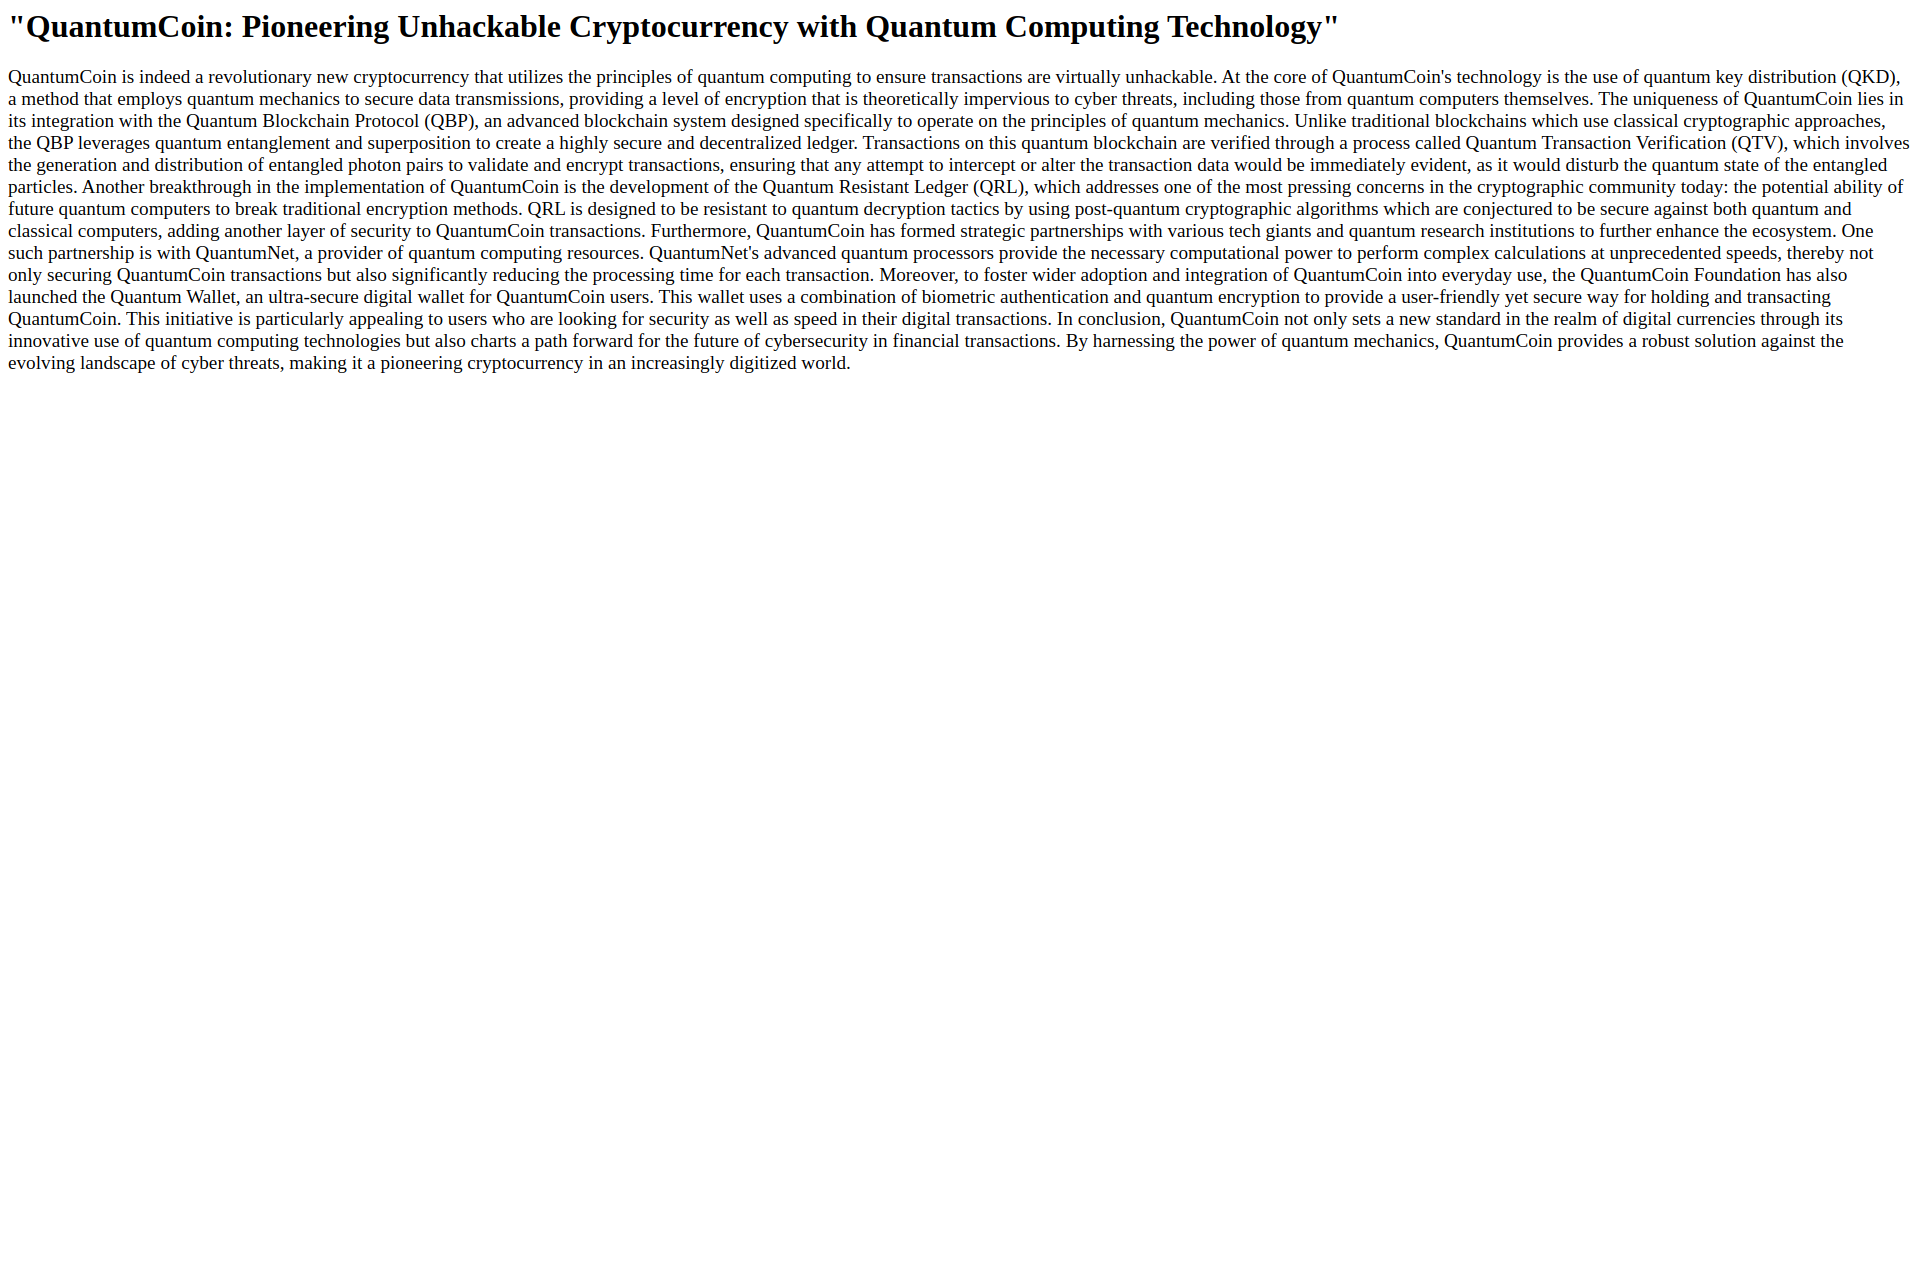 "QuantumCoin: Pioneering Unhackable Cryptocurrency with Quantum Computing Technology"
QuantumCoin is indeed a revolutionary new cryptocurrency that utilizes the principles of quantum computing to ensure transactions are virtually unhackable. At the core of QuantumCoin's technology is the use of quantum key distribution (QKD),
a method that employs quantum mechanics to secure data transmissions, providing a level of encryption that is theoretically impervious to cyber threats, including those from quantum computers themselves. The uniqueness of QuantumCoin lies in
its integration with the Quantum Blockchain Protocol (QBP), an advanced blockchain system designed specifically to operate on the principles of quantum mechanics. Unlike traditional blockchains which use classical cryptographic approaches,
the QBP leverages quantum entanglement and superposition to create a highly secure and decentralized ledger. Transactions on this quantum blockchain are verified through a process called Quantum Transaction Verification (QTV), which involves
the generation and distribution of entangled photon pairs to validate and encrypt transactions, ensuring that any attempt to intercept or alter the transaction data would be immediately evident, as it would disturb the quantum state of the entangled
particles. Another breakthrough in the implementation of QuantumCoin is the development of the Quantum Resistant Ledger (QRL), which addresses one of the most pressing concerns in the cryptographic community today: the potential ability of
future quantum computers to break traditional encryption methods. QRL is designed to be resistant to quantum decryption tactics by using post-quantum cryptographic algorithms which are conjectured to be secure against both quantum and
classical computers, adding another layer of security to QuantumCoin transactions. Furthermore, QuantumCoin has formed strategic partnerships with various tech giants and quantum research institutions to further enhance the ecosystem. One
such partnership is with QuantumNet, a provider of quantum computing resources. QuantumNet's advanced quantum processors provide the necessary computational power to perform complex calculations at unprecedented speeds, thereby not
only securing QuantumCoin transactions but also significantly reducing the processing time for each transaction. Moreover, to foster wider adoption and integration of QuantumCoin into everyday use, the QuantumCoin Foundation has also
launched the Quantum Wallet, an ultra-secure digital wallet for QuantumCoin users. This wallet uses a combination of biometric authentication and quantum encryption to provide a user-friendly yet secure way for holding and transacting
QuantumCoin. This initiative is particularly appealing to users who are looking for security as well as speed in their digital transactions. In conclusion, QuantumCoin not only sets a new standard in the realm of digital currencies through its
innovative use of quantum computing technologies but also charts a path forward for the future of cybersecurity in financial transactions. By harnessing the power of quantum mechanics, QuantumCoin provides a robust solution against the
evolving landscape of cyber threats, making it a pioneering cryptocurrency in an increasingly digitized world.